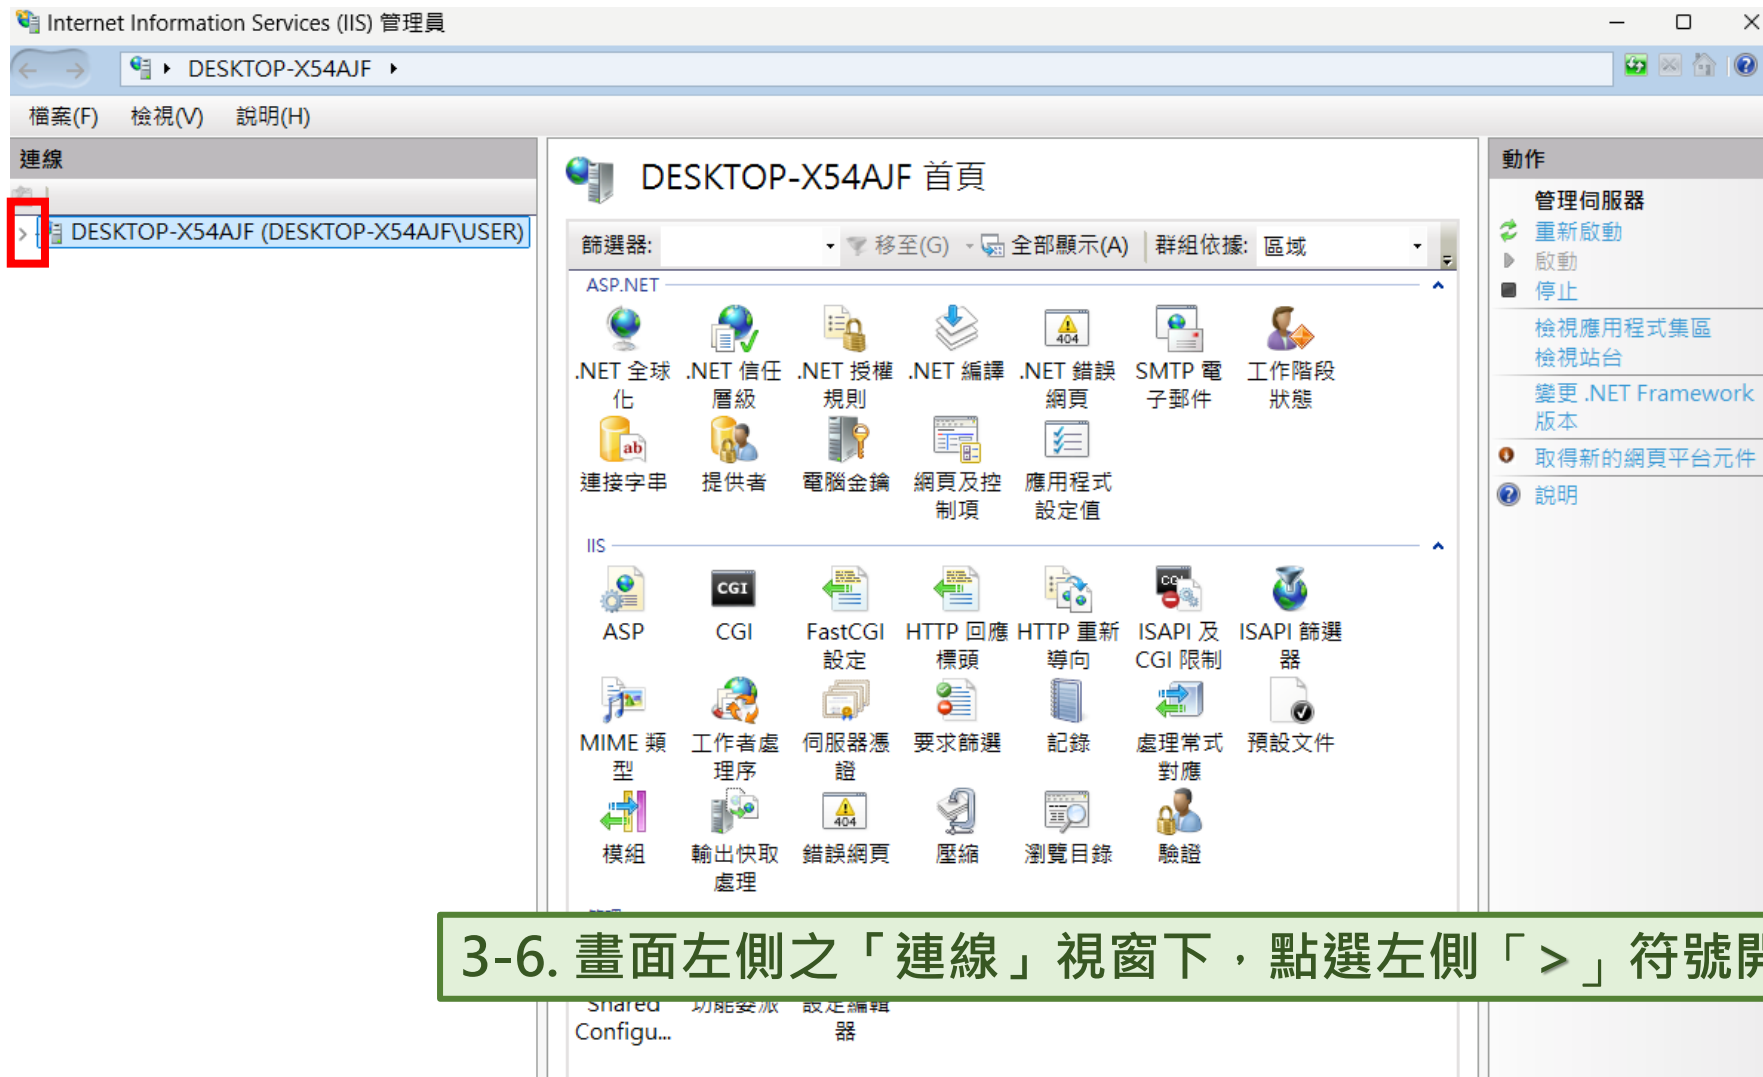 Internet Information Services (IIS) 管理員
DESKTOP-X54AJF
檔案(F) 檢視(V) 說明(H)
連線
DESKTOP-X54AJF (DESKTOP-X54AJF\USER)
DESKTOP-X54AJF 首頁
篩選器: 移至(G) 全部顯示(A) 群組依據: 區域
ASP.NET
.NET 全球化
.NET 信任層級
.NET 授權規則
.NET 編譯
.NET 錯誤網頁
SMTP 電子郵件
工作階段狀態
連接字串
提供者
電腦金鑰
網頁及控制項
應用程式設定值
IIS
ASP
CGI
FastCGI 設定
HTTP 回應標頭
HTTP 重新導向
ISAPI 及 CGI 限制
ISAPI 篩選器
MIME 類型
工作者處理序
伺服器憑證
要求篩選
記錄
處理常式對應
預設文件
模組
輸出快取處理
錯誤網頁
壓縮
瀏覽目錄
驗證
3-6. 畫面左側之「連線」視窗下，點選左側「>」符號開
Shared Configu...
功能委派
設定編輯器
動作
管理伺服器
重新啟動
啟動
停止
檢視應用程式集區
檢視站台
變更 .NET Framework 版本
取得新的網頁平台元件
說明